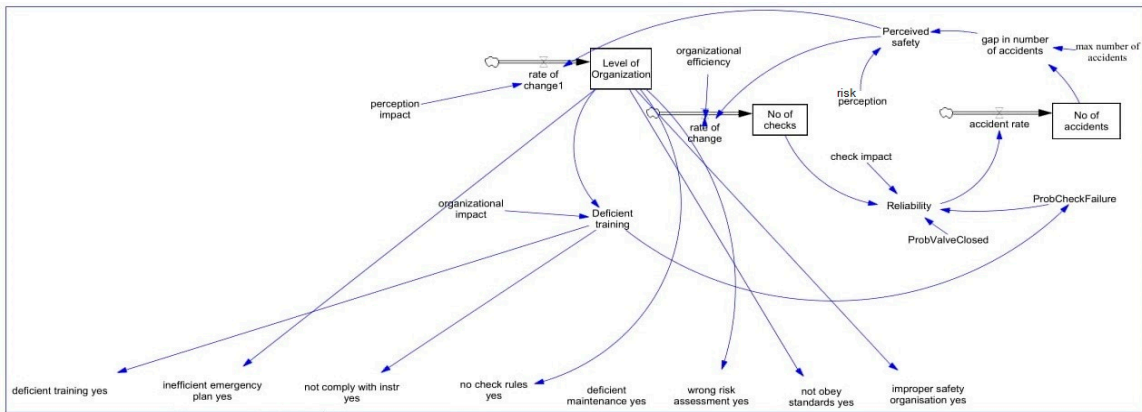 Perceived
safety
gap in number
of accidents
max number of
accidents
organizational
efficiency
Level of
Organization
rate of
change1
perception
impact
risk
perception
No of
checks
rate of
change
accident rate
No of
accidents
check impact
Reliability
ProbCheckFailure
ProbValveClosed
organizational
impact
Deficient
training
deficient training yes
inefficient emergency
plan yes
not comply with instr
yes
no check rules
yes
deficient
maintenance yes
wrong risk
assessment yes
not obey
standards yes
improper safety
organisation yes